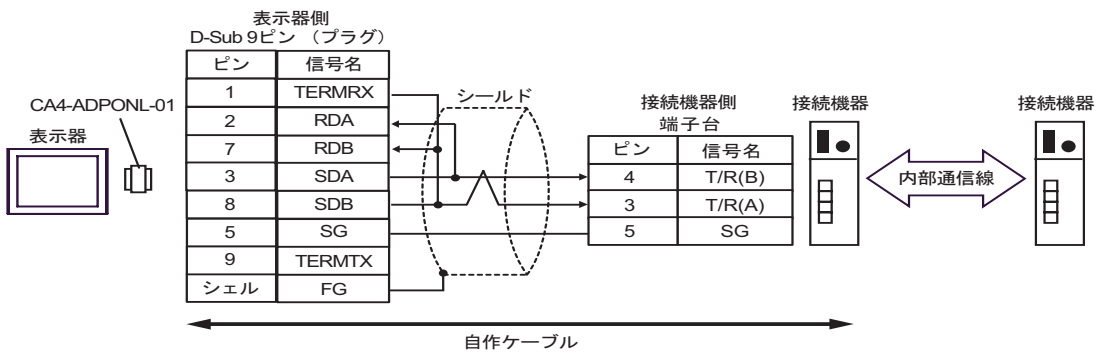 表示器側
D-Sub 9ピン （プラグ）
ピン 信号名
1 TERMRX
2 RDA
7 RDB
3 SDA
8 SDB
5 SG
9 TERMTX
シェル FG
CA4-ADPONL-01
表示器
シールド
接続機器側
端子台
ピン 信号名
4 T/R(B)
3 T/R(A)
5 SG
接続機器
内部通信線
接続機器
自作ケーブル